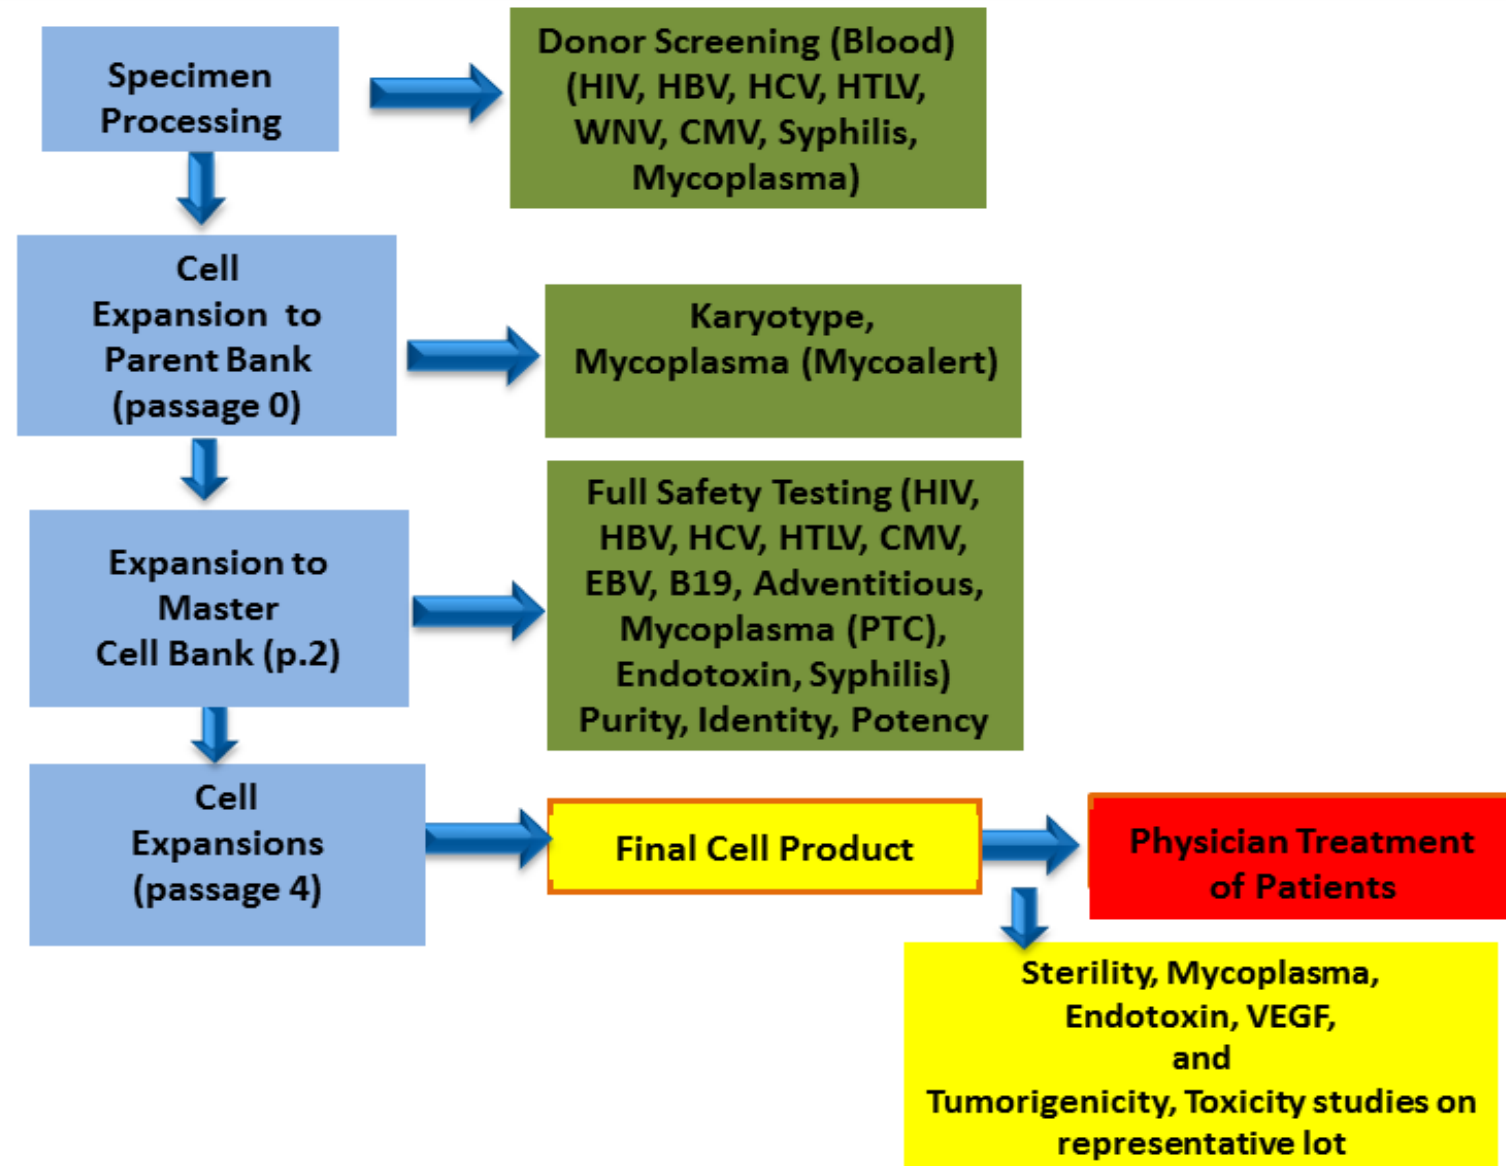 Specimen
Processing
Donor Screening (Blood)
(HIV, HBV, HCV, HTLV,
WNV, CMV, Syphilis,
Mycoplasma)
Cell
Expansion to
Parent Bank
(passage 0)
Karyotype,
Mycoplasma (Mycoalert)
Expansion to
Master
Cell Bank (p.2)
Full Safety Testing (HIV,
HBV, HCV, HTLV, CMV,
EBV, B19, Adventitious,
Mycoplasma (PTC),
Endotoxin, Syphilis)
Purity, Identity, Potency
Cell
Expansions
(passage 4)
Final Cell Product
Physician Treatment
of Patients
Sterility, Mycoplasma,
Endotoxin, VEGF,
and
Tumorigenicity, Toxicity studies on
representative lot